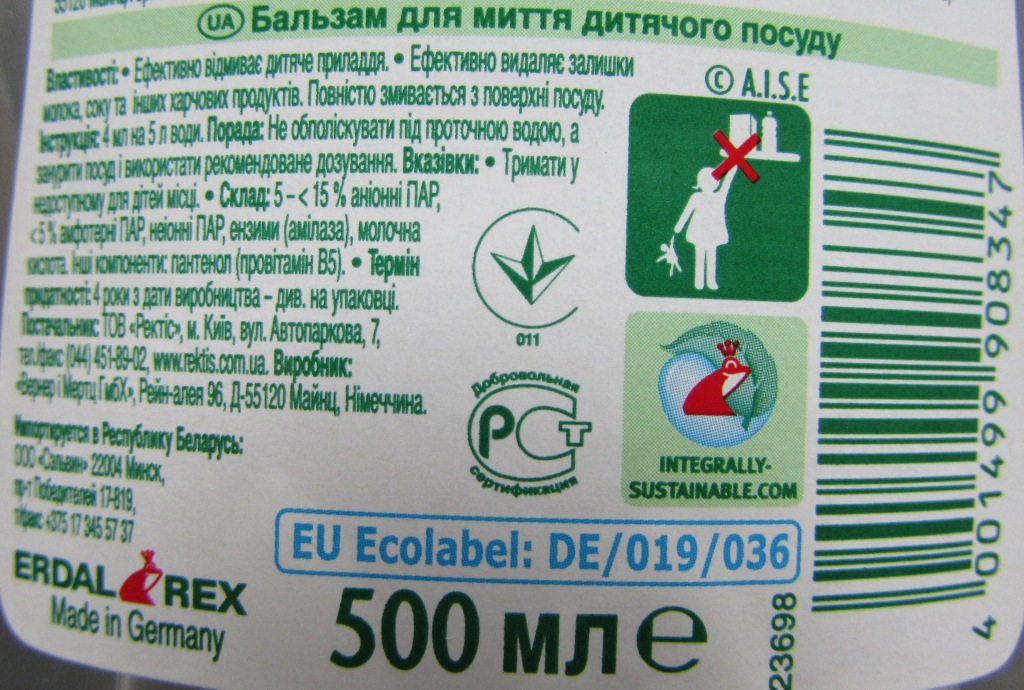 UA Бальзам для миття дитячого посуду
Властивості: • Ефективно відмиває дитяче приладдя. • Ефективно видаляє залишки
молока, соку та інших харчових продуктів. Повністю змивається з поверхні посуду.
Інструкція: 4 мл на 5 л води. Порада: Не обполіскувати під проточною водою, а
занурити посуд і використати рекомендоване дозування. Вказівки: • Тримати у
недоступному для дітей місці. • Склад: 5 – < 15 % аніонні ПАР,
< 5 % амфотерні ПАР, неіонні ПАР, ензими (амілаза), молочна
кислота. Інші компоненти: пантенол (провітамін В5). • Термін
придатності: 4 роки з дати виробництва – див. на упаковці.
Постачальник: ТОВ «Ректіс», м. Київ, вул. Автопаркова, 7,
тел./факс (044) 451-89-02, www.rektis.com.ua. Виробник:
«Вернер і Мертц ГмбХ», Рейн-алея 96, Д-55120 Майнц, Німеччина.
Импортируется в Республику Беларусь:
ООО «Сэльвин» 22004 Минск,
пр-т Победителей 17-819,
т/факс +375 17 345 57 37
ERDAL REX
Made in Germany
© A.I.S.E
011
Добровольная
РСТ
сертификация
INTEGRALLY-
SUSTAINABLE.COM
EU Ecolabel: DE/019/036
500 мл e
23698
4 001499 908347